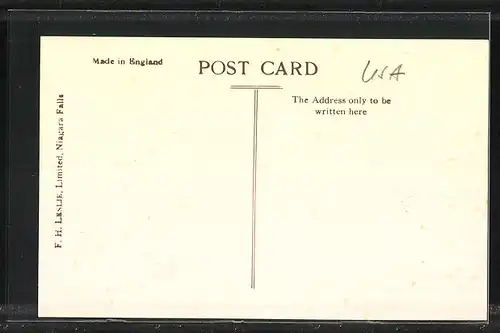 Made in England
POST CARD
USA
The Address only to be
written here
F. H. LESLIE, Limited, Niagara Falls